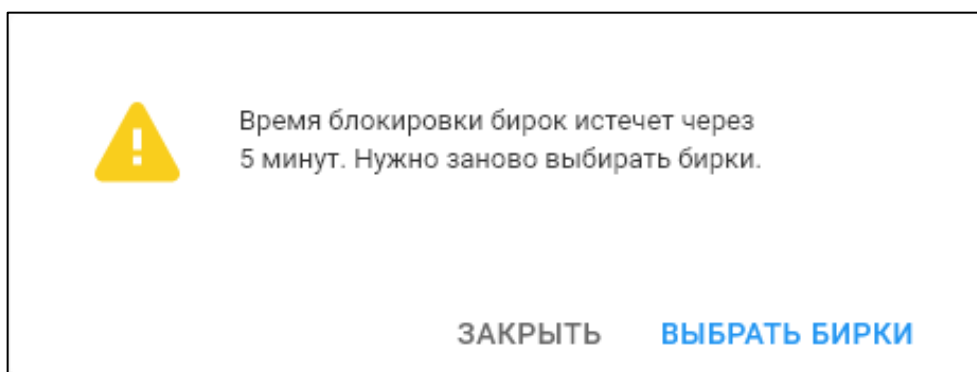 Время блокировки бирок истечет через
5 минут. Нужно заново выбирать бирки.
ЗАКРЫТЬ ВЫБРАТЬ БИРКИ